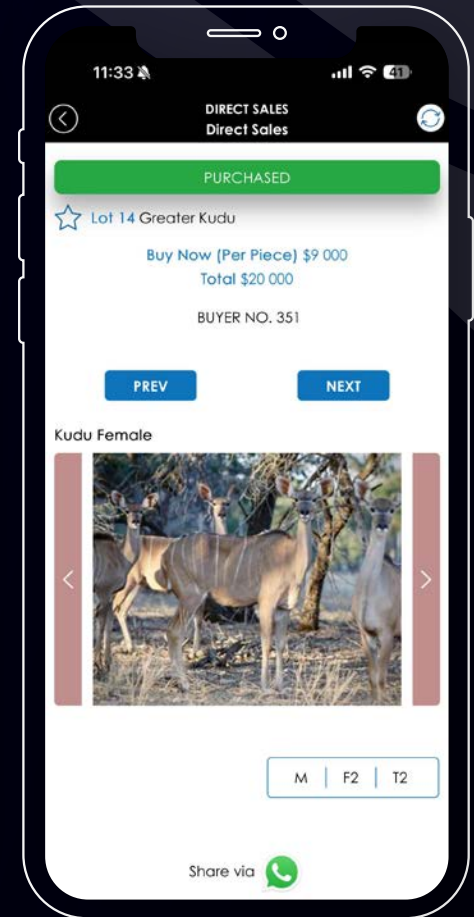 11:33
41
DIRECT SALES
Direct Sales
PURCHASED
Lot 14 Greater Kudu
Buy Now (Per Piece) $9 000
Total $20 000
BUYER NO. 351
PREV
NEXT
Kudu Female
M | F2 | T2
Share via